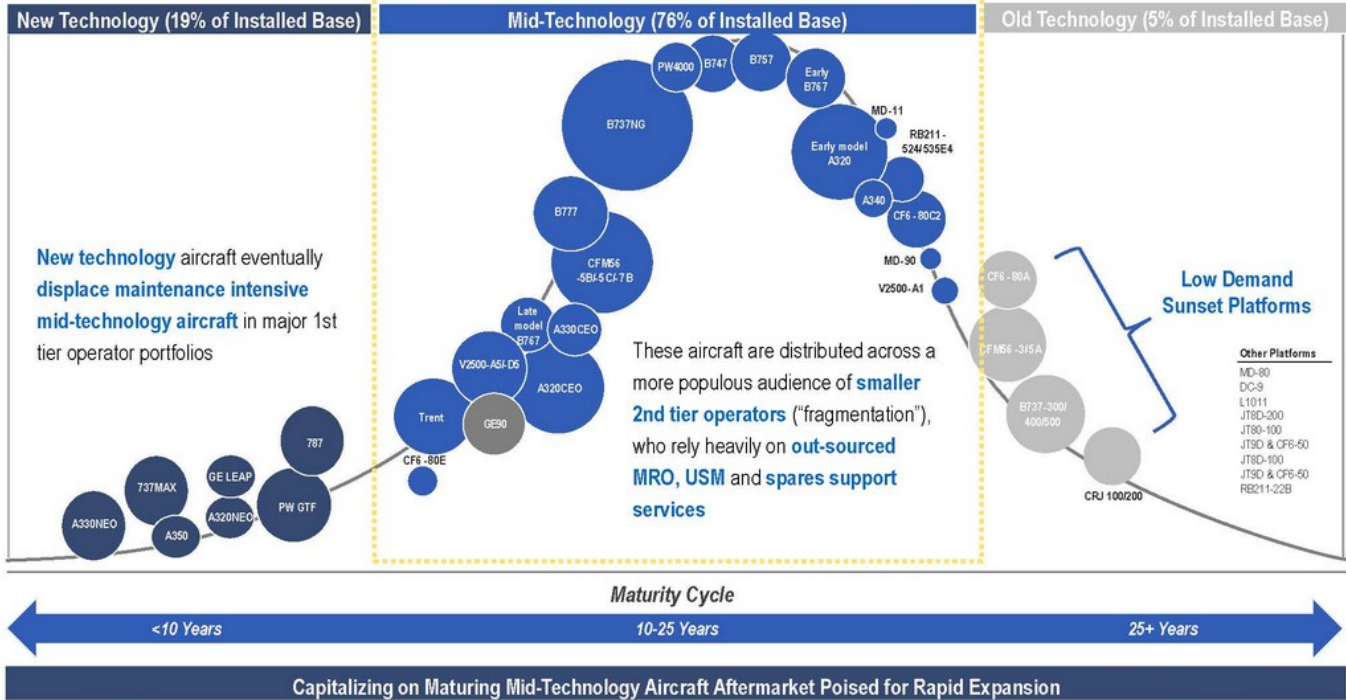 New Technology (19% of Installed Base)
Mid-Technology (76% of Installed Base)
Old Technology (5% of Installed Base)
New technology aircraft eventually
displace maintenance intensive
mid-technology aircraft in major 1st
tier operator portfolios
A330NEO
737MAX
A350
GE LEAP
A320NEO
PW GTF
787
CF6 -80E
Trent
GE90
V2500-A5/-D5
A320CEO
Late
model
B767
A330CEO
CFM56
-5B/-5 C/- 7 B
B777
B737NG
PW4000
B747
B757
Early
B767
MD-11
Early model
A320
RB211 -
524/ 535E4
A340
CF6 - 80C2
MD-90
V2500-A1
These aircraft are distributed across a
more populous audience of smaller
2nd tier operators (“fragmentation”),
who rely heavily on out-sourced
MRO, USM and spares support
services
CF6 - 80A
CFM56 -3/5A
B737-300/
400/500
CRJ 100/200
Low Demand
Sunset Platforms
Other Platforms
MD-80
DC-9
L1011
JT8D-200
JT80-100
JT9D & CF6-50
JT8D-100
JT9D & CF6-50
RB211-22B
Maturity Cycle
<10 Years
10-25 Years
25+ Years
Capitalizing on Maturing Mid-Technology Aircraft Aftermarket Poised for Rapid Expansion